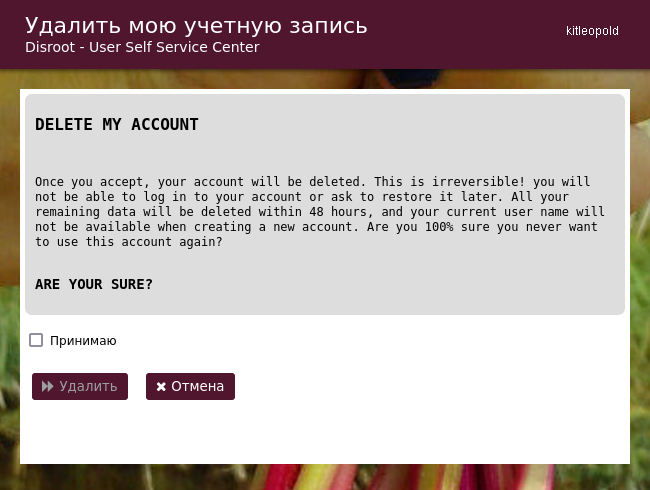 Удалить мою учетную запись
Disroot - User Self Service Center
kitleopold
DELETE MY ACCOUNT
Once you accept, your account will be deleted. This is irreversible! you will
not be able to log in to your account or ask to restore it later. All your
remaining data will be deleted within 48 hours, and your current user name will
not be available when creating a new account. Are you 100% sure you never want
to use this account again?
ARE YOUR SURE?
Принимаю
Удалить
Отмена